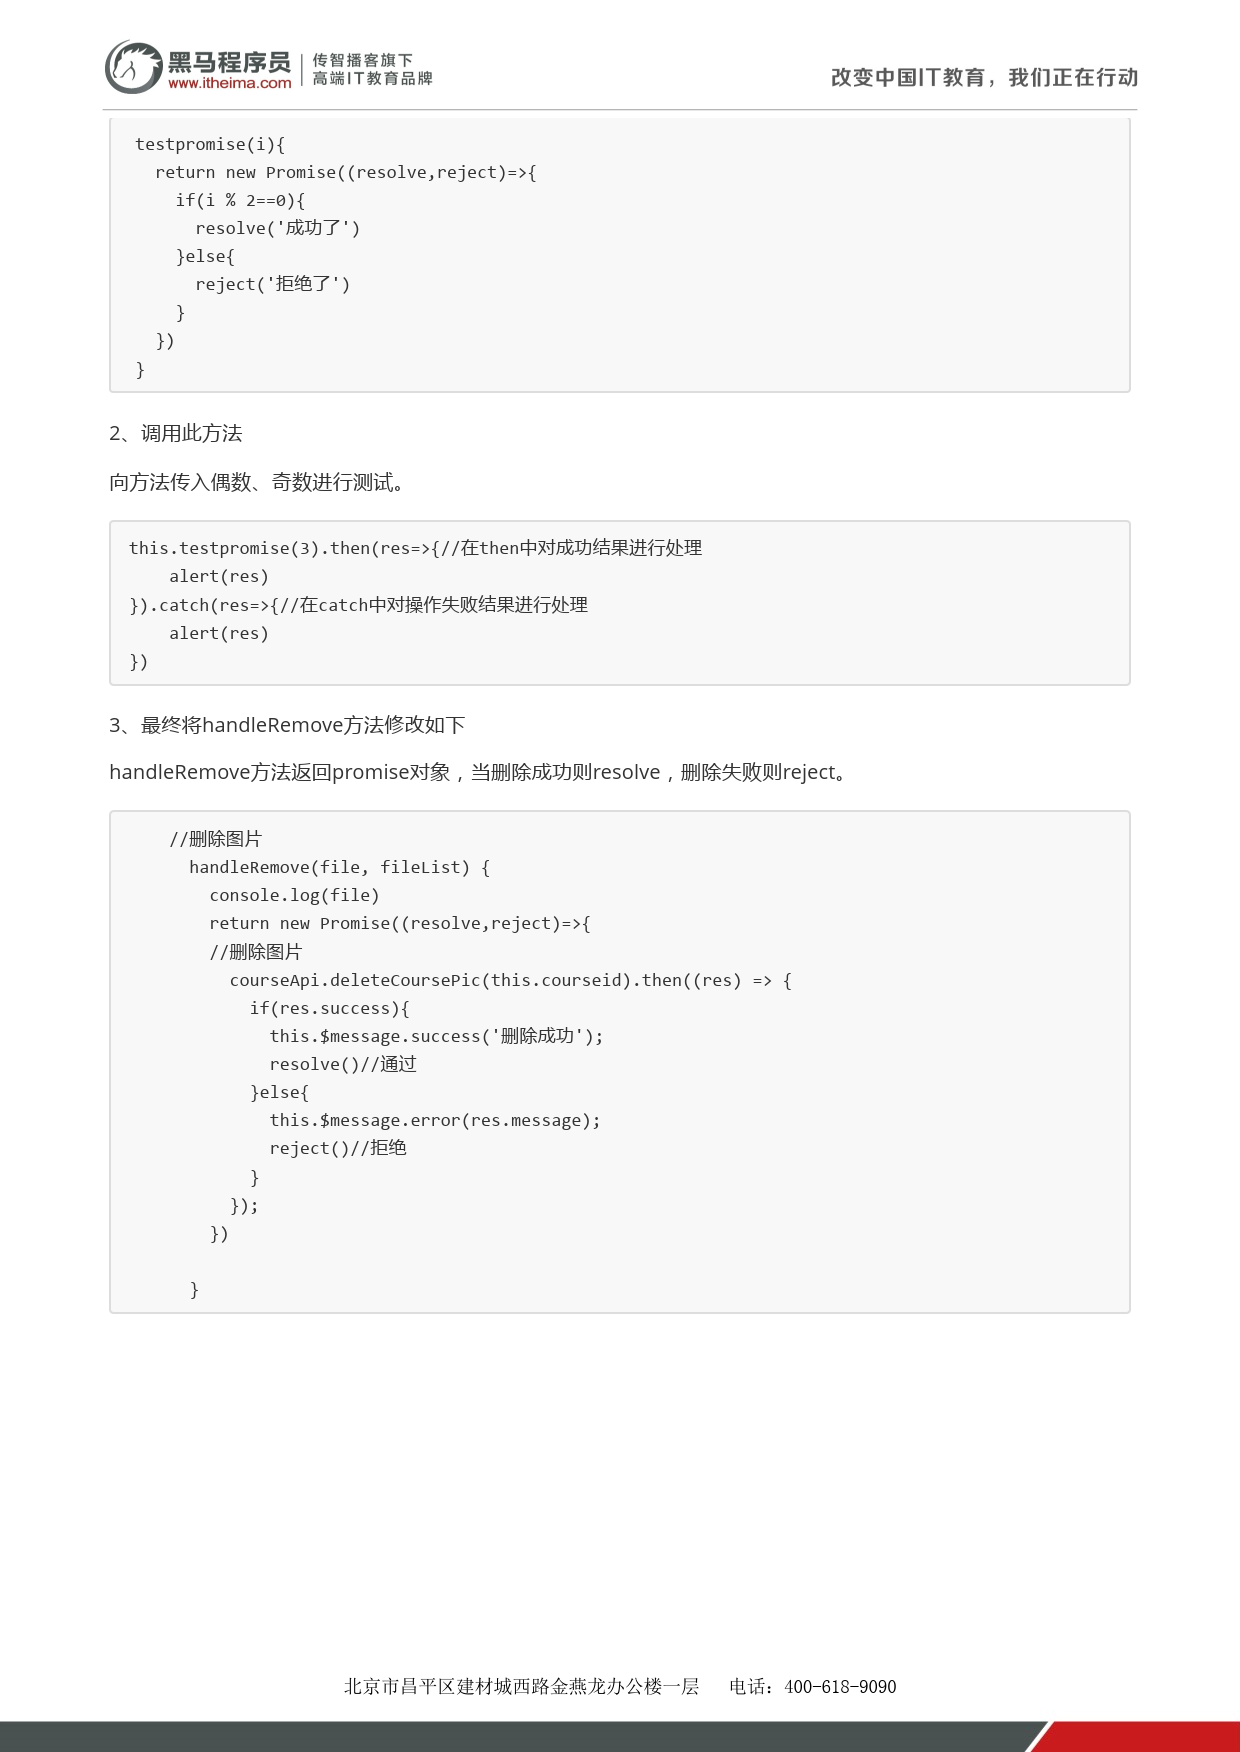 黑马程序员
www.itheima.com
传智播客旗下
高端IT教育品牌
改变中国IT教育，我们正在行动
testpromise(i){
  return new Promise((resolve,reject)=>{
    if(i % 2==0){
      resolve('成功了')
    }else{
      reject('拒绝了')
    }
  })
}
2、调用此方法
向方法传入偶数、奇数进行测试。
this.testpromise(3).then(res=>{//在then中对成功结果进行处理
    alert(res)
}).catch(res=>{//在catch中对操作失败结果进行处理
    alert(res)
})
3、最终将handleRemove方法修改如下
handleRemove方法返回promise对象，当删除成功则resolve，删除失败则reject。
    //删除图片
      handleRemove(file, fileList) {
        console.log(file)
        return new Promise((resolve,reject)=>{
        //删除图片
          courseApi.deleteCoursePic(this.courseid).then((res) => {
            if(res.success){
              this.$message.success('删除成功');
              resolve()//通过
            }else{
              this.$message.error(res.message);
              reject()//拒绝
            }
          });
        })
      }
北京市昌平区建材城西路金燕龙办公楼一层   电话：400-618-9090